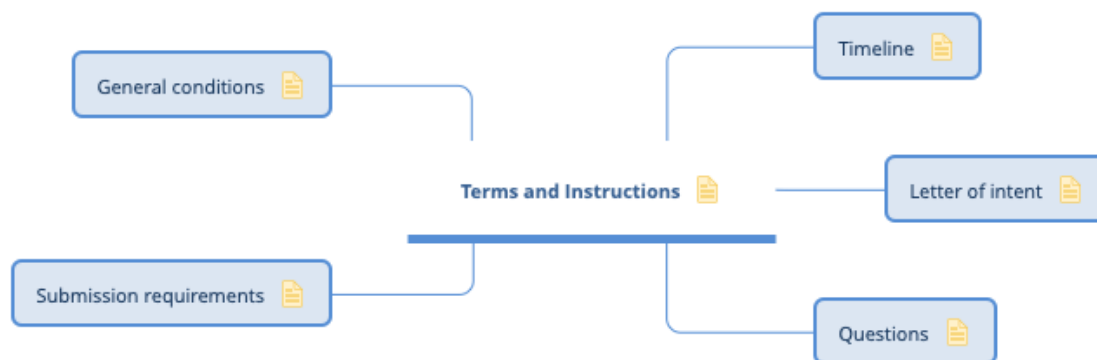 Timeline
General conditions
Terms and Instructions
Letter of intent
Submission requirements
Questions